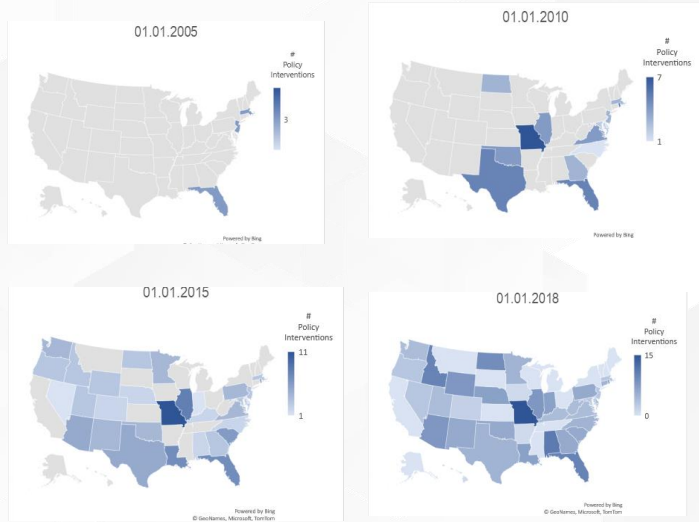 01.01.2005
#
Policy
Interventions
3
Powered by Bing
01.01.2010
#
Policy
Interventions
7
1
Powered by Bing
01.01.2015
#
Policy
Interventions
11
1
Powered by Bing
© GeoNames, Microsoft, TomTom
01.01.2018
#
Policy
Interventions
15
0
Powered by Bing
© GeoNames, Microsoft, TomTom